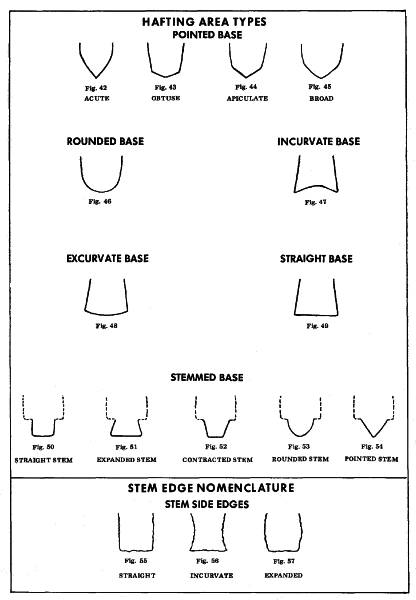 HAFTING AREA TYPES
POINTED BASE
Fig. 42 Fig. 43 Fig. 44 Fig. 45
ACUTE OBTUSE APICULATE BROAD
ROUNDED BASE INCURVATE BASE
Fig. 46 Fig. 47
EXCURVATE BASE STRAIGHT BASE
Fig. 48 Fig. 49
STEMMED BASE
Fig. 50 Fig. 51 Fig. 52 Fig. 53 Fig. 54
STRAIGHT STEM EXPANDED STEM CONTRACTED STEM ROUNDED STEM POINTED STEM
STEM EDGE NOMENCLATURE
STEM SIDE EDGES
Fig. 55 Fig. 56 Fig. 57
STRAIGHT INCURVATE EXPANDED